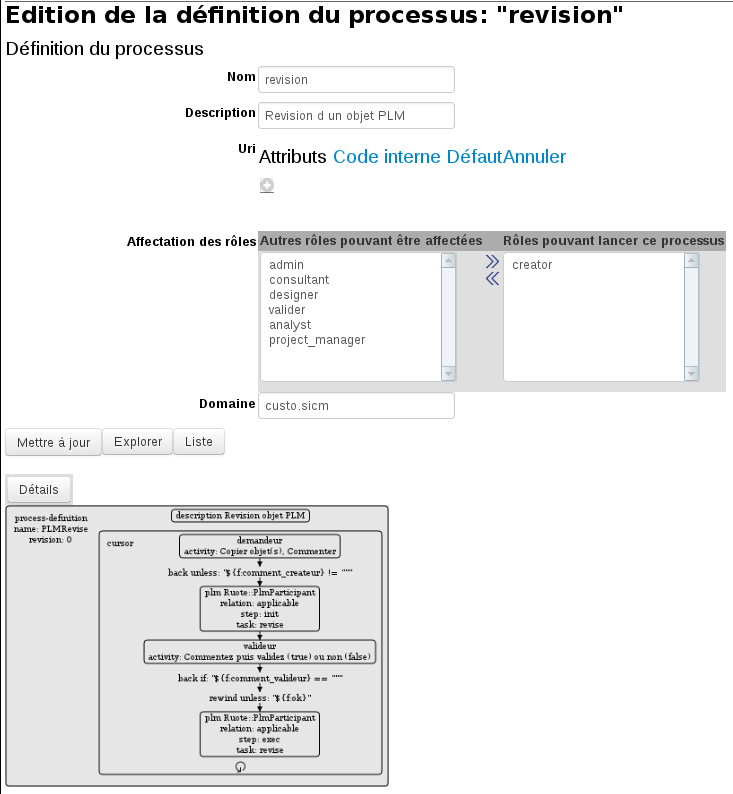 Edition de la définition du processus: "revision"
Définition du processus
Nom revision
Description Revision d un objet PLM
Uri Attributs Code interne DéfautAnnuler
Affectation des rôles Autres rôles pouvant être affectées Rôles pouvant lancer ce processus
admin
consultant
designer
valider
analyst
project_manager
creator
Domaine custo.sicm
Mettre à jour Explorer Liste
Détails
process-definition
name: PLMRevise
revision: 0
description Revision objet PLM
cursor
demandeur
activity: Copier objet(s), Commenter
back unless: "${f:comment_createur} != """
plm Ruote::PlmParticipant
relation: applicable
step: init
task: revise
valideur
activity: Commentez puis validez (true) ou non (false)
back if: "${f:comment_valideur} == """
rewind unless: "${f:ok}"
plm Ruote::PlmParticipant
relation: applicable
step: exec
task: revise